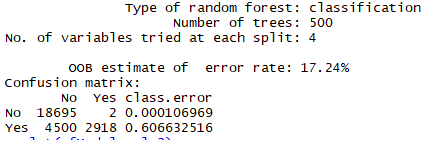 Type of random forest: classification
Number of trees: 500
No. of variables tried at each split: 4
OOB estimate of  error rate: 17.24%
Confusion matrix:
No  Yes class.error
No  18695    2 0.000106969
Yes  4500 2918 0.606632516